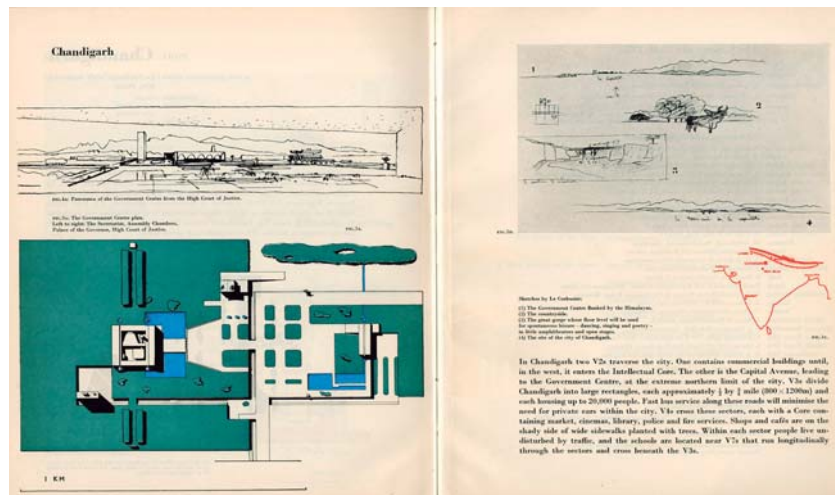 Chandigarh
FIG.4a: Panorama of the Government Centre from the High Court of Justice.
FIG.5a: The Government Centre plan.
Left to right: The Secretariat, Assembly Chambers,
Palace of the Governor, High Court of Justice.
1 KM
1
2
3
4
Sketches by Le Corbusier:
(1) The Government Centre flanked by the Himalayas.
(2) The countryside.
(3) The great gorge whose floor level will be used
for spontaneous leisure – dancing, singing and poetry –
in little amphitheatres and open stages.
(4) The site of the city of Chandigarh.
In Chandigarh two V2s traverse the city. One contains commercial buildings until,
in the west, it enters the Intellectual Core. The other is the Capital Avenue, leading
to the Government Centre, at the extreme northern limit of the city. V3s divide
Chandigarh into large rectangles, each approximately ½ by ¾ mile (800 × 1200m) and
each housing up to 20,000 people. Fast bus service along these roads will minimise the
need for private cars within the city. V4s cross these sectors, each with a Core con-
taining market, cinemas, library, police and fire services. Shops and cafés are on the
shady side of wide sidewalks planted with trees. Within each sector people live un-
disturbed by traffic, and the schools are located near V7s that run longitudinally
through the sectors and cross beneath the V3s.